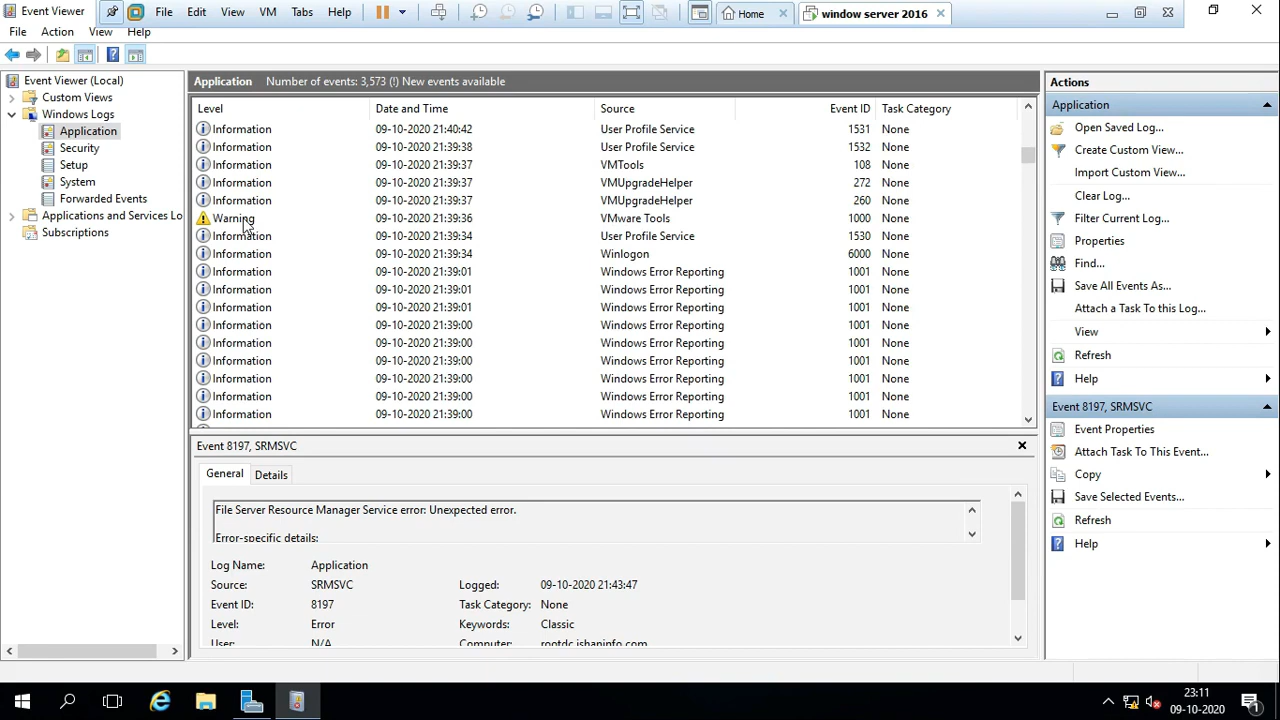 Event Viewer File Edit View VM Tabs Help Home window server 2016
File Action View Help
Event Viewer (Local)
Custom Views
Windows Logs
Application
Security
Setup
System
Forwarded Events
Applications and Services Lo
Subscriptions
Application Number of events: 3,573 (!) New events available
Level Date and Time Source Event ID Task Category
Information 09-10-2020 21:40:42 User Profile Service 1531 None
Information 09-10-2020 21:39:38 User Profile Service 1532 None
Information 09-10-2020 21:39:37 VMTools 108 None
Information 09-10-2020 21:39:37 VMUpgradeHelper 272 None
Information 09-10-2020 21:39:37 VMUpgradeHelper 260 None
Warning 09-10-2020 21:39:36 VMware Tools 1000 None
Information 09-10-2020 21:39:34 User Profile Service 1530 None
Information 09-10-2020 21:39:34 Winlogon 6000 None
Information 09-10-2020 21:39:01 Windows Error Reporting 1001 None
Information 09-10-2020 21:39:01 Windows Error Reporting 1001 None
Information 09-10-2020 21:39:01 Windows Error Reporting 1001 None
Information 09-10-2020 21:39:00 Windows Error Reporting 1001 None
Information 09-10-2020 21:39:00 Windows Error Reporting 1001 None
Information 09-10-2020 21:39:00 Windows Error Reporting 1001 None
Information 09-10-2020 21:39:00 Windows Error Reporting 1001 None
Information 09-10-2020 21:39:00 Windows Error Reporting 1001 None
Information 09-10-2020 21:39:00 Windows Error Reporting 1001 None
Event 8197, SRMSVC
General Details
File Server Resource Manager Service error: Unexpected error.
Error-specific details:
Log Name: Application
Source: SRMSVC Logged: 09-10-2020 21:43:47
Event ID: 8197 Task Category: None
Level: Error Keywords: Classic
User: N/A Computer: rootdc.ishaninfo.com
Actions
Application
Open Saved Log...
Create Custom View...
Import Custom View...
Clear Log...
Filter Current Log...
Properties
Find...
Save All Events As...
Attach a Task To this Log...
View
Refresh
Help
Event 8197, SRMSVC
Event Properties
Attach Task To This Event...
Copy
Save Selected Events...
Refresh
Help
23:11
09-10-2020
1